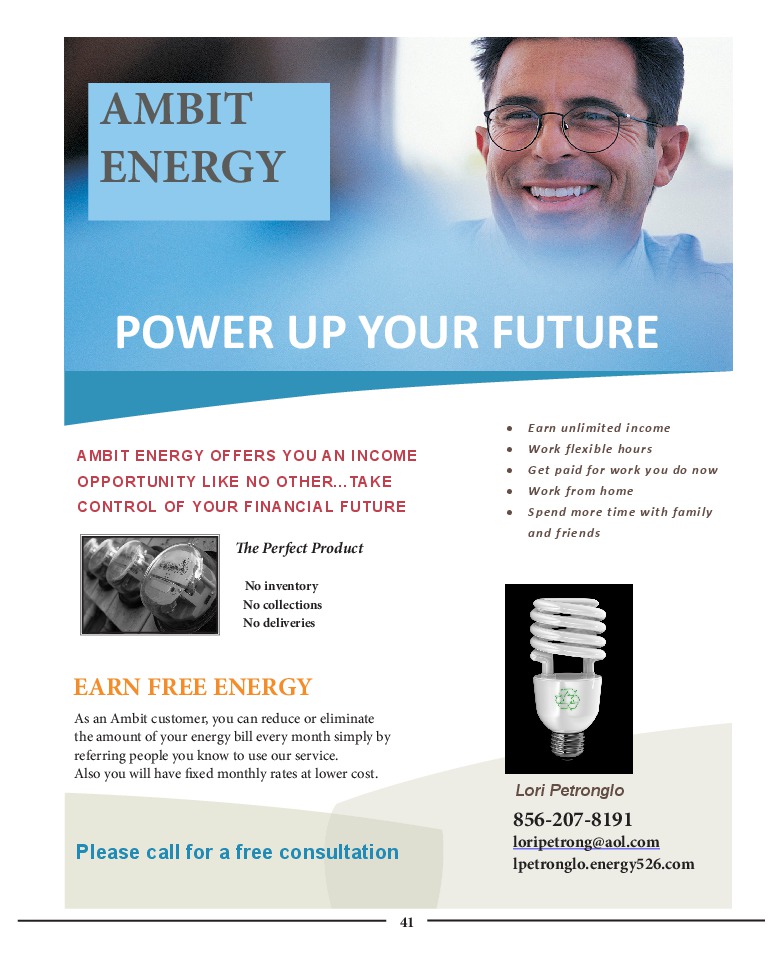 AMBIT
ENERGY
POWER UP YOUR FUTURE
AMBIT ENERGY OFFERS YOU AN INCOME
OPPORTUNITY LIKE NO OTHER...TAKE
CONTROL OF YOUR FINANCIAL FUTURE
• Earn unlimited income
• Work flexible hours
• Get paid for work you do now
• Work from home
• Spend more time with family
and friends
The Perfect Product
No inventory
No collections
No deliveries
EARN FREE ENERGY
As an Ambit customer, you can reduce or eliminate
the amount of your energy bill every month simply by
referring people you know to use our service.
Also you will have fixed monthly rates at lower cost.
Please call for a free consultation
Lori Petronglo
856-207-8191
loripetrong@aol.com
lpetronglo.energy526.com
41